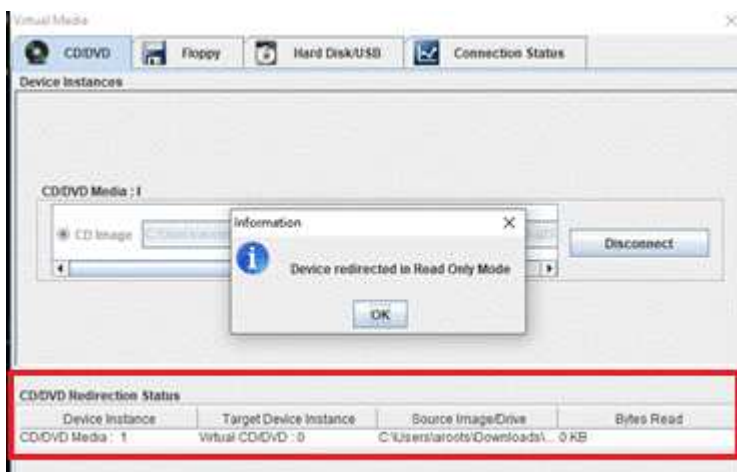 Virtual Media
CD/DVD Floppy Hard Disk/USB Connection Status
Device Instances
CD/DVD Media : I
Information
CD Image
Device redirected in Read Only Mode
Disconnect
OK
CD/DVD Redirection Status
Device Instance Target Device Instance Source Image/Drive Bytes Read
CD/DVD Media : 1 Virtual CD/DVD : 0 C:\Users\aroots\Downloads\... 0 KB